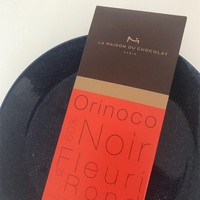 LA MAISON DU CHOCOLAT
PARIS
Orinoco
Noir
Fleuri
&
Rond